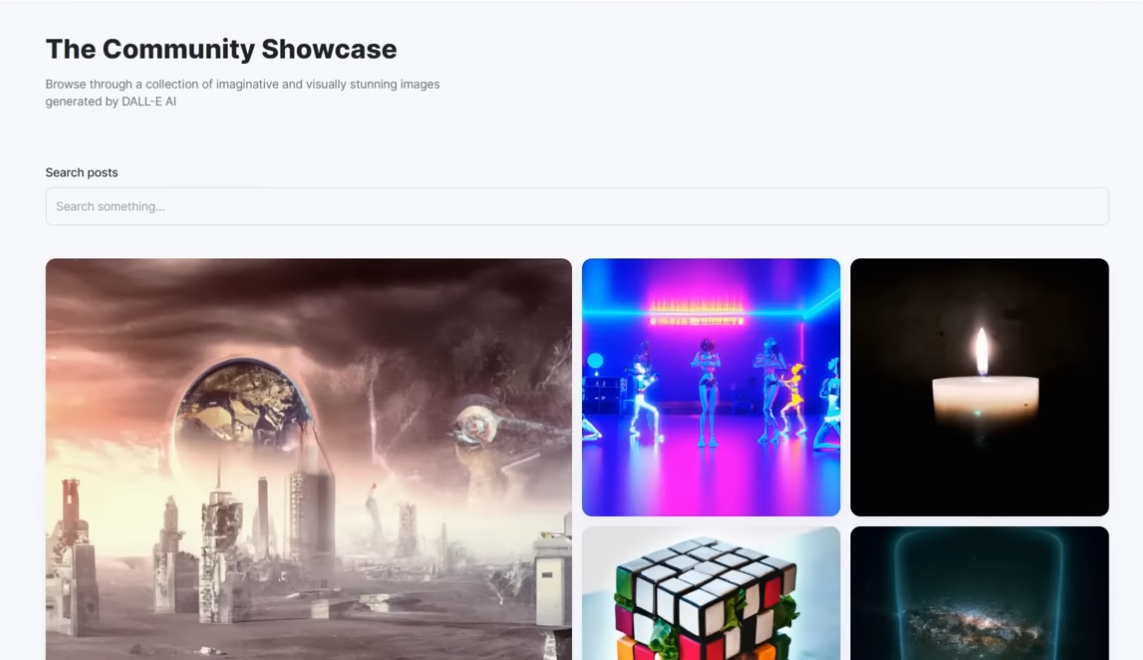 The Community Showcase
Browse through a collection of imaginative and visually stunning images
generated by DALL-E AI
Search posts
Search something...